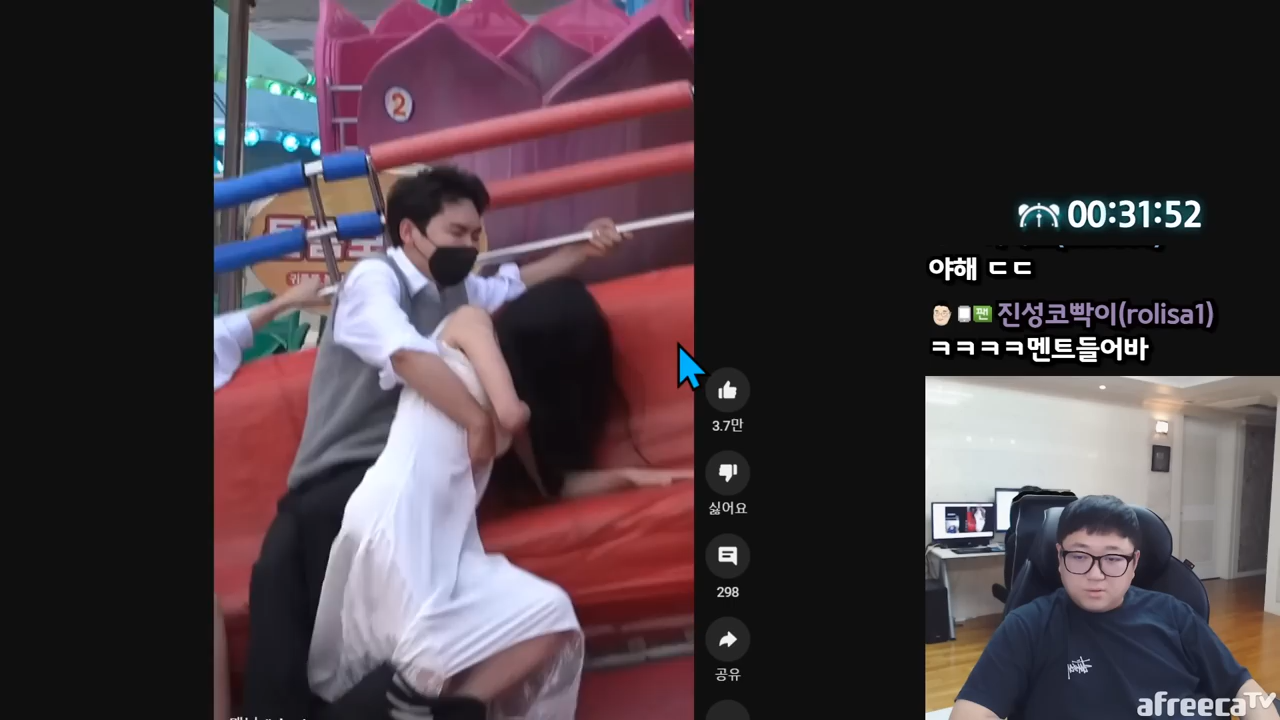 2
3.7만
싫어요
298
공유
00:31:52
야해 ㄷㄷ
팬 진성코빡이(rolisa1)
ㅋㅋㅋㅋ멘트들어바
afreecaTV